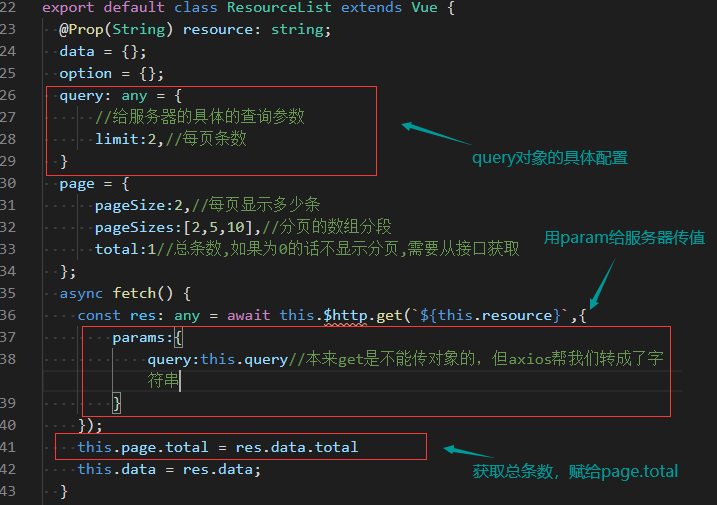 22 export default class ResourceList extends Vue {
23 @Prop(String) resource: string;
24 data = {};
25 option = {};
26 query: any = {
27 //给服务器的具体的查询参数
28 limit:2,//每页条数
29 }
query对象的具体配置
30 page = {
31 pageSizes:2,//每页显示多少条
32 pageSizes:[2,5,10],//分页的数组分段
33 total:1//总条数,如果为0的话不显示分页,需要从接口获取
用param给服务器传值
34 };
35 async fetch() {
36 const res: any = await this.$http.get(`${this.resource}`,{
37 params:{
38 query:this.query//本来get是不能传对象的，但axios帮我们转成了字
符串
39 }
40 });
41 this.page.total = res.data.total
42 this.data = res.data;
获取总条数，赋给page.total
43 }